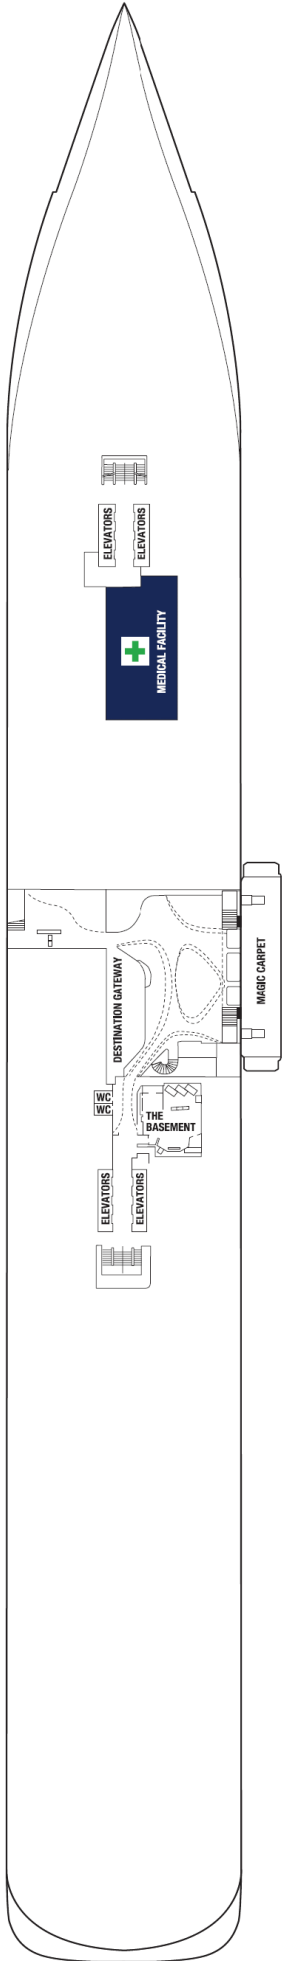 ELEVATORS
ELEVATORS
MEDICAL FACILITY
MAGIC CARPET
DESTINATION GATEWAY
WC
WC
THE
BASEMENT
ELEVATORS
ELEVATORS